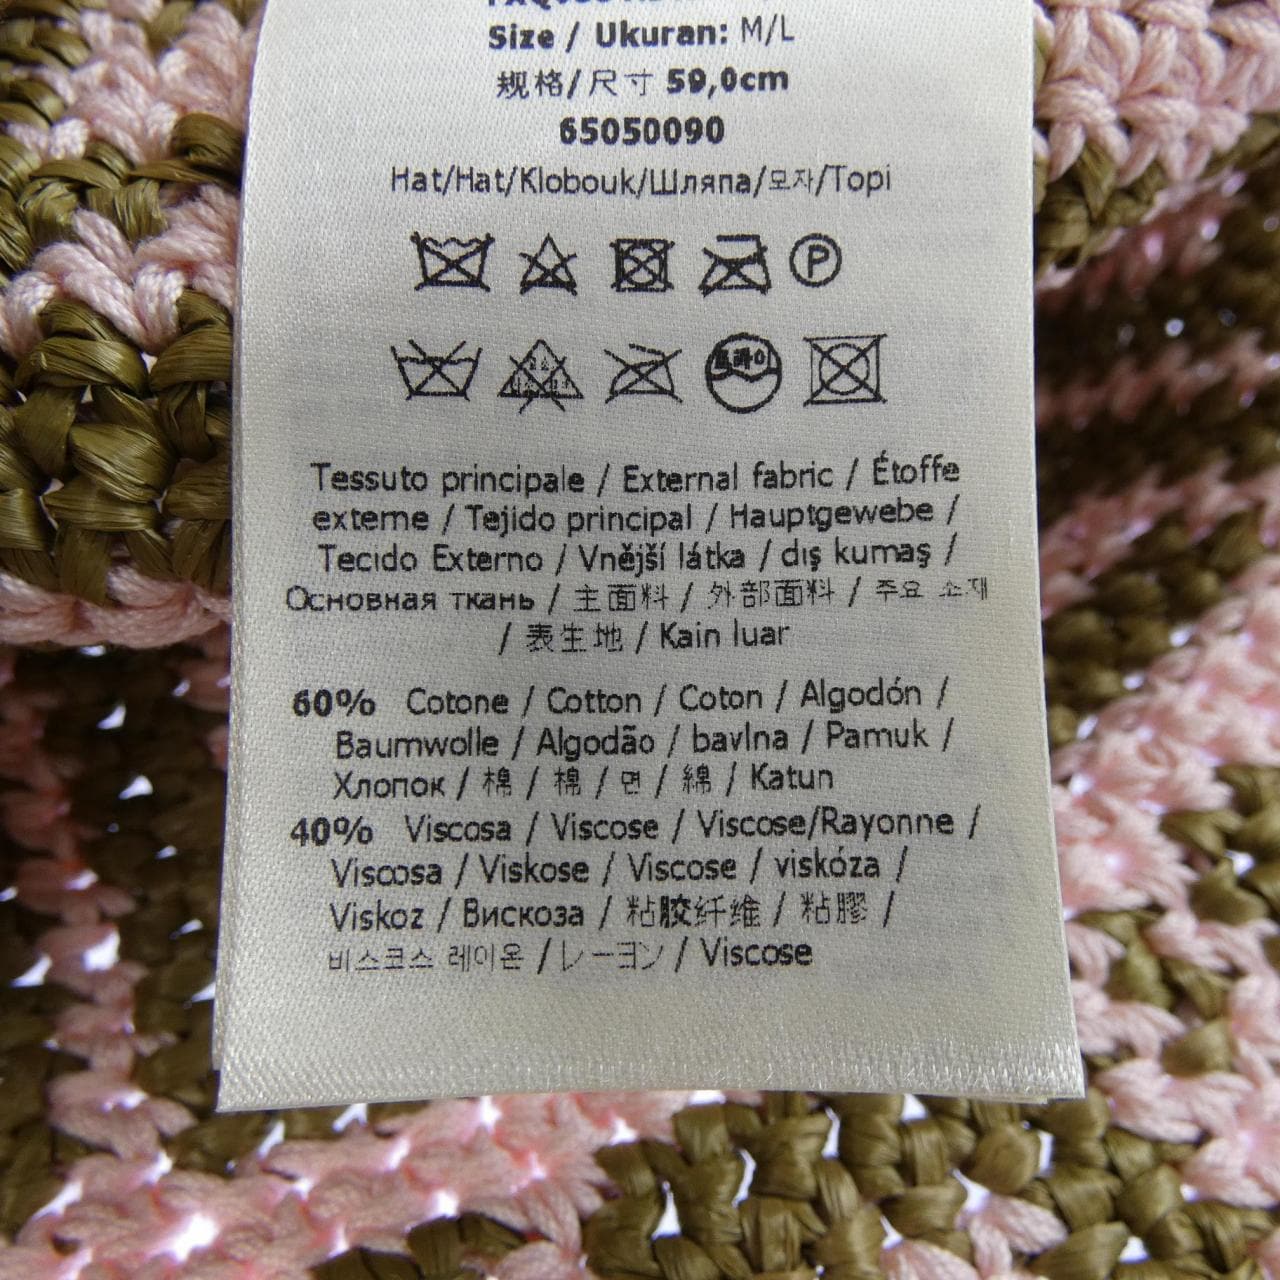 Size / Ukuran: M/L
规格/尺寸 59,0cm
65050090
Hat/Hat/Klobouk/Шляпа/모자/Topi
P
드라이
Tessuto principale / External fabric / Étoffe
externe / Tejido principal / Hauptgewebe /
Tecido Externo / Vnější látka / dış kumaş /
Основная ткань / 主面料 / 外部面料 / 주요 소재
/ 表生地 / Kain luar
60% Cotone / Cotton / Coton / Algodón /
Baumwolle / Algodão / bavlna / Pamuk /
Хлопок / 棉 / 棉 / 면 / 綿 / Katun
40% Viscosa / Viscose / Viscose/Rayonne /
Viscosa / Viskose / Viscose / viskóza /
Viskoz / Вискоза / 粘胶纤维 / 粘膠 /
비스코스 레이온 / レーヨン / Viscose